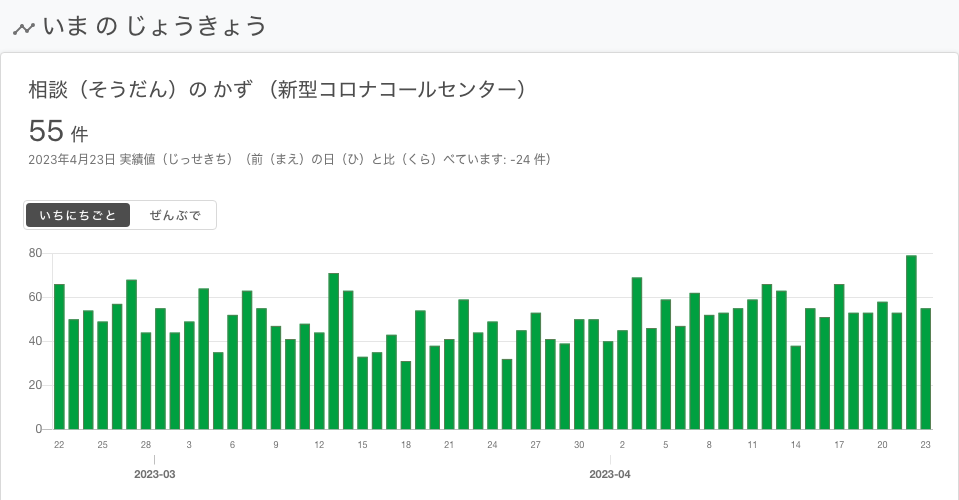 いま の じょうきょう
相談（そうだん）の かず （新型コロナコールセンター）
55 件
2023年4月23日 実績値（じっせきち）（前（まえ）の日（ひ）と比（くら）べています: -24 件）
いちにちごと ぜんぶで
80
60
40
20
0
22 25 28 3 6 9 12 15 18 21 24 27 30 2 5 8 11 14 17 20 23
2023-03 2023-04